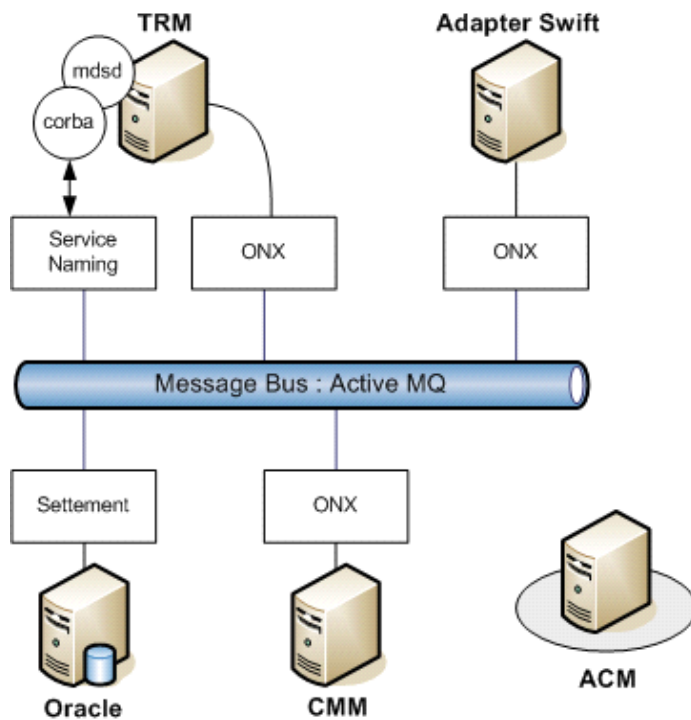 TRM
Adapter Swift
mdsd
corba
Service
Naming
ONX
ONX
Message Bus : Active MQ
Settement
ONX
Oracle
CMM
ACM